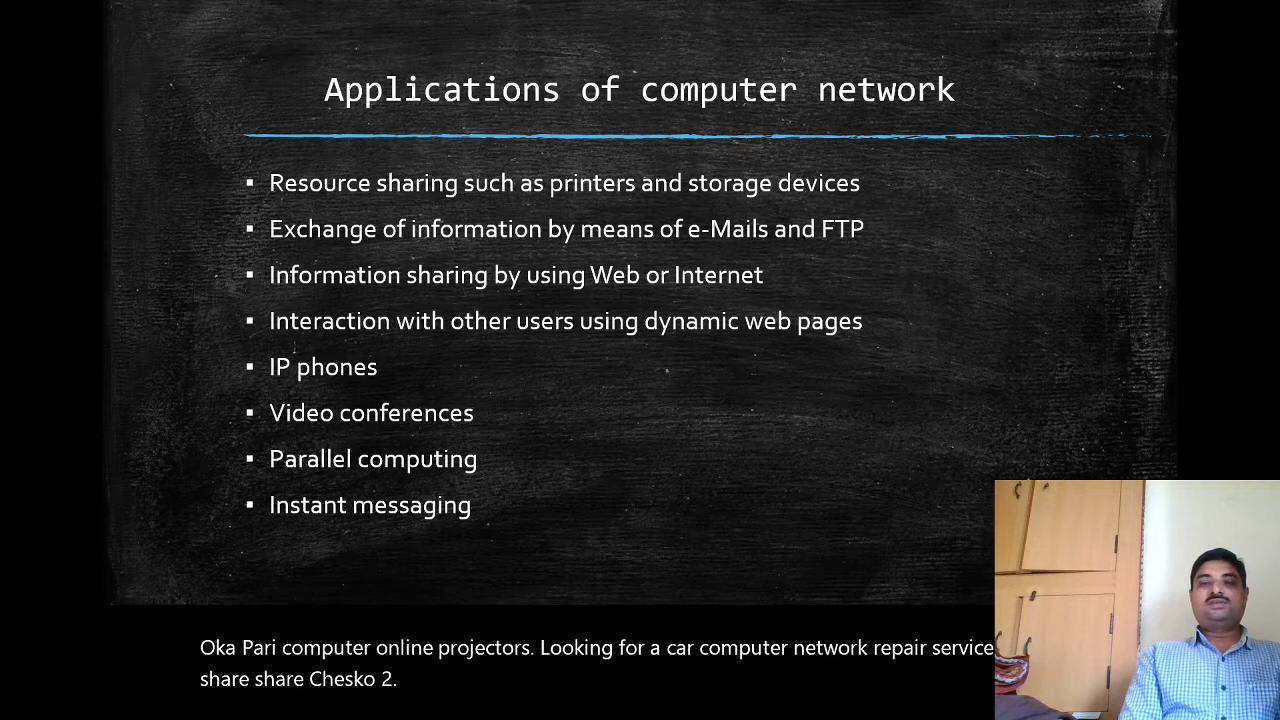 Applications of computer network
▪ Resource sharing such as printers and storage devices
▪ Exchange of information by means of e-Mails and FTP
▪ Information sharing by using Web or Internet
▪ Interaction with other users using dynamic web pages
▪ IP phones
▪ Video conferences
▪ Parallel computing
▪ Instant messaging
Oka Pari computer online projectors. Looking for a car computer network repair service
share share Chesko 2.